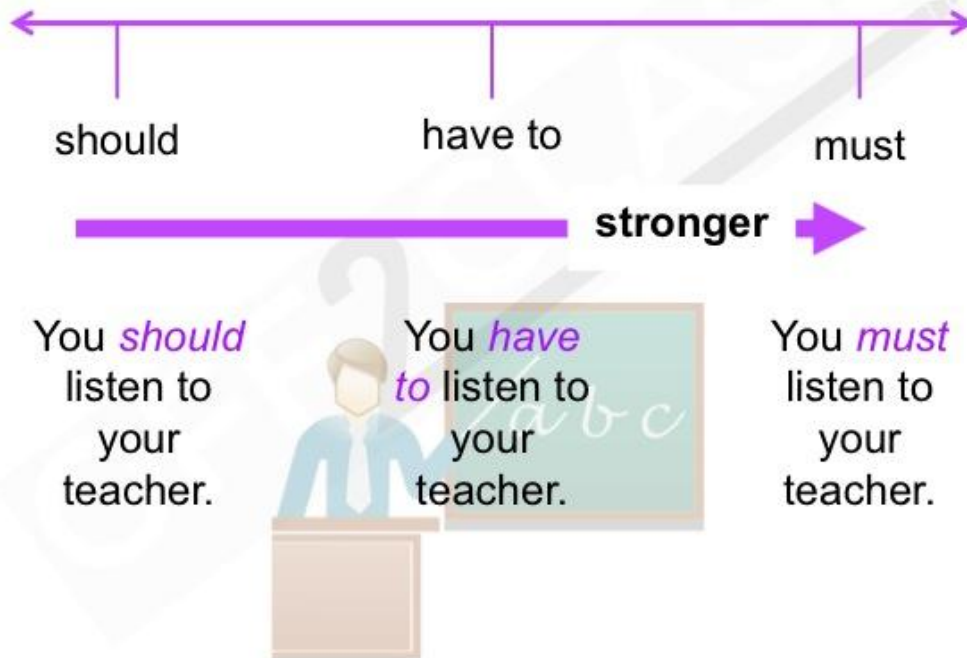 should have to must
stronger
You should
listen to
your
teacher.
You have
to listen to
your
teacher.
You must
listen to
your
teacher.
abc